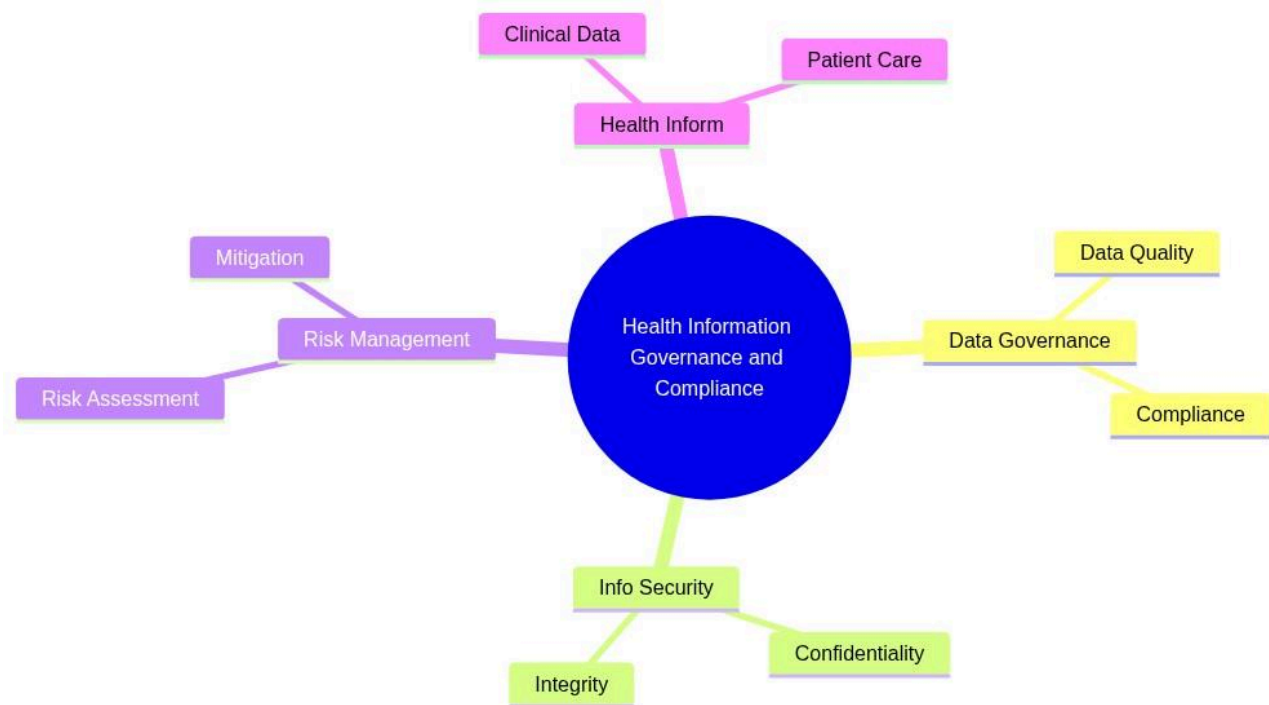 Clinical Data
Patient Care
Health Inform
Mitigation
Risk Management
Risk Assessment
Health Information
Governance and
Compliance
Data Quality
Data Governance
Compliance
Info Security
Confidentiality
Integrity